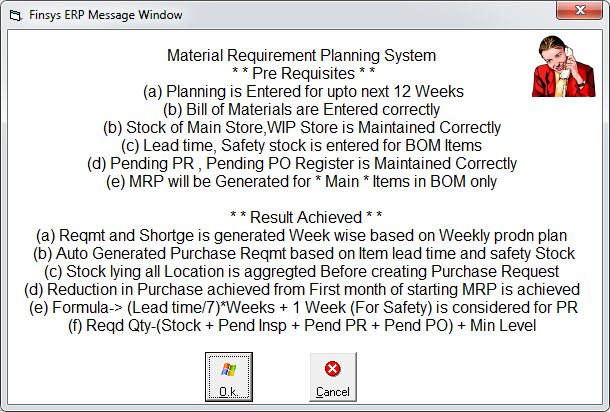 Finsys ERP Message Window
Material Requirement Planning System
* * Pre Requisites * *
(a) Planning is Entered for upto next 12 Weeks
(b) Bill of Materials are Entered correctly
(b) Stock of Main Store,WIP Store is Maintained Correctly
(c) Lead time, Safety stock is entered for BOM Items
(d) Pending PR , Pending PO Register is Maintained Correctly
(e) MRP will be Generated for * Main * Items in BOM only
* * Result Achieved * *
(a) Reqmt and Shortge is generated Week wise based on Weekly prodn plan
(b) Auto Generated Purchase Reqmt based on Item lead time and safety Stock
(c) Stock lying all Location is aggregted Before creating Purchase Request
(d) Reduction in Purchase achieved from First month of starting MRP is achieved
(e) Formula-> (Lead time/7)*Weeks + 1 Week (For Safety) is considered for PR
(f) Reqd Qty-(Stock + Pend Insp + Pend PR + Pend PO) + Min Level
O.k. Cancel